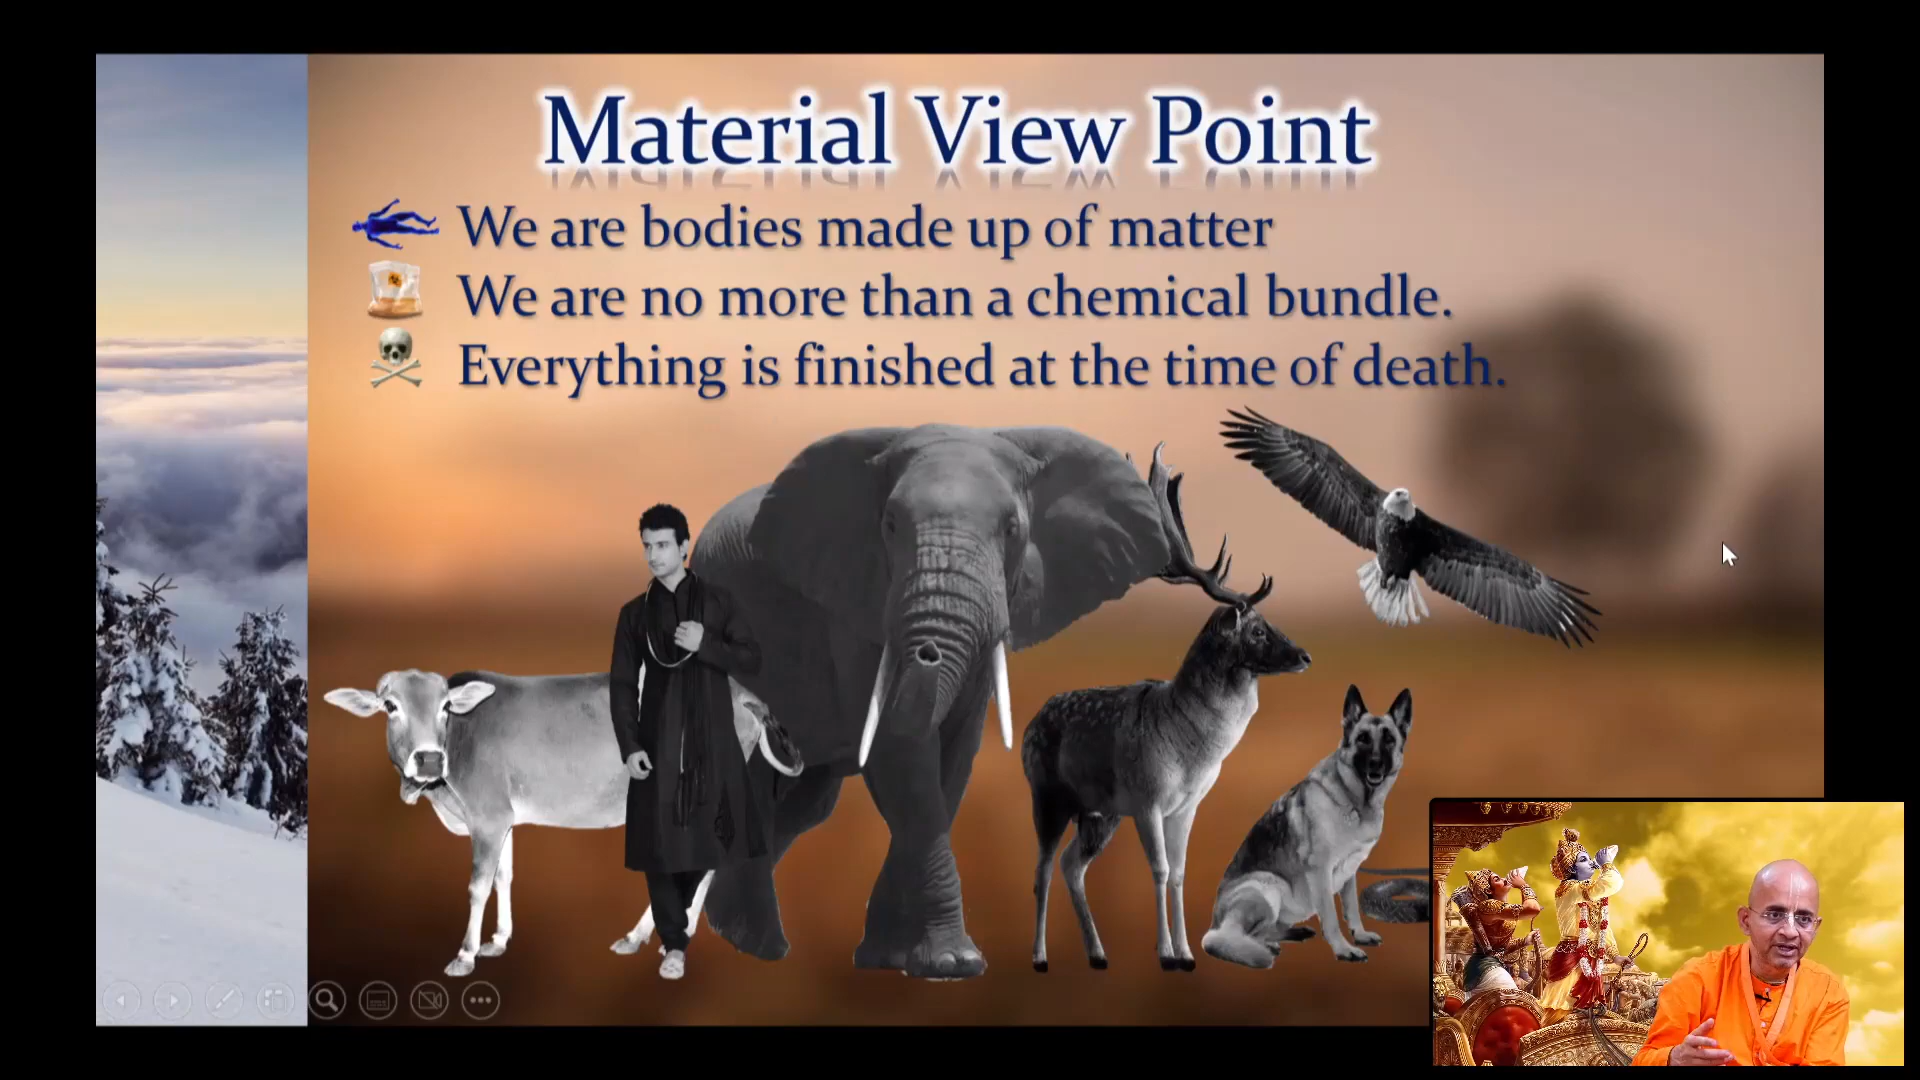 Material View Point
We are bodies made up of matter
We are no more than a chemical bundle.
Everything is finished at the time of death.